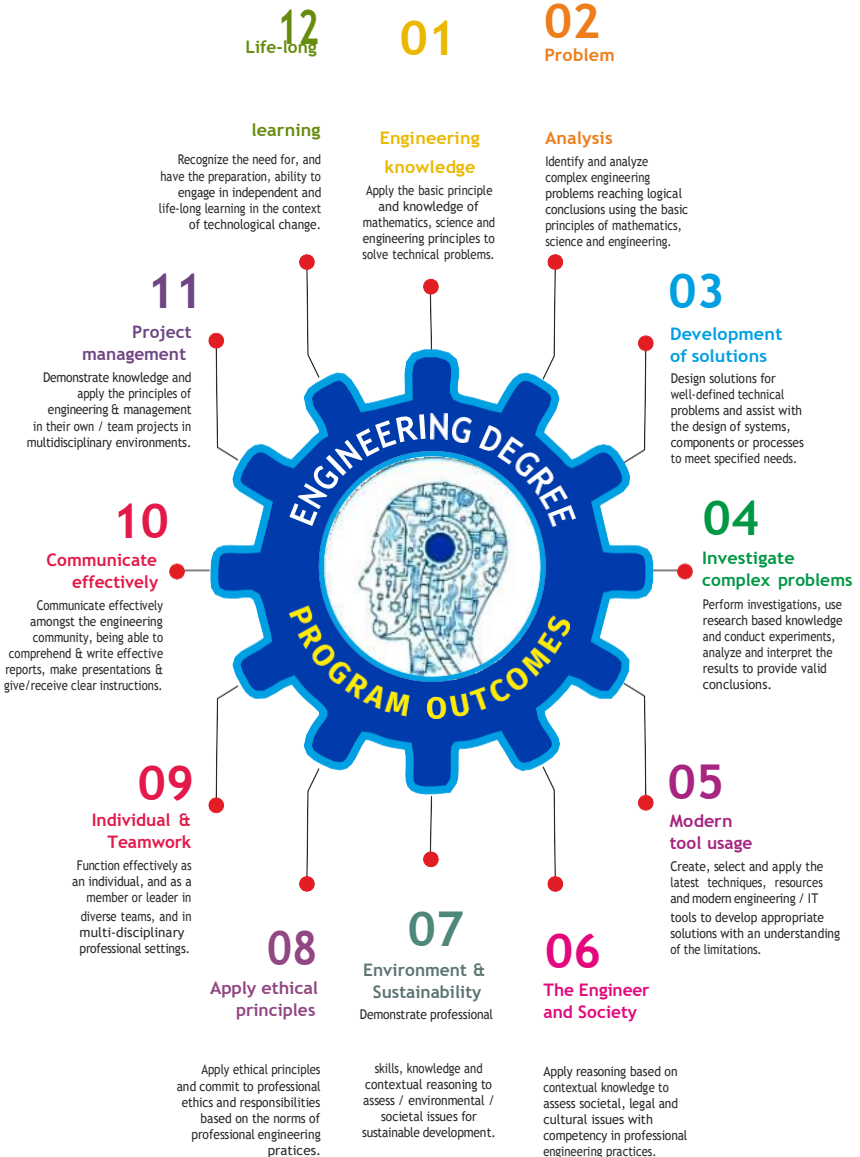 01
Engineering
knowledge
Apply the basic principle
and knowledge of
mathematics, science and
engineering principles to
solve technical problems.
02
Problem
Analysis
Identify and analyze
complex engineering
problems reaching logical
conclusions using the basic
principles of mathematics,
science and engineering.
03
Development
of solutions
Design solutions for
well-defined technical
problems and assist with
the design of systems,
components or processes
to meet specified needs.
04
Investigate
complex problems
Perform investigations, use
research based knowledge
and conduct experiments,
analyze and interpret the
results to provide valid
conclusions.
05
Modern
tool usage
Create, select and apply the
latest techniques, resources
and modern engineering / IT
tools to develop appropriate
solutions with an understanding
of the limitations.
06
The Engineer
and Society
Apply reasoning based on
contextual knowledge to
assess societal, legal and
cultural issues with
competency in professional
engineering practices.
07
Environment &
Sustainability
Demonstrate professional
skills, knowledge and
contextual reasoning to
assess / environmental /
societal issues for
sustainable development.
08
Apply ethical
principles
Apply ethical principles
and commit to professional
ethics and responsibilities
based on the norms of
professional engineering
pratices.
09
Individual &
Teamwork
Function effectively as
an individual, and as a
member or leader in
diverse teams, and in
multi-disciplinary
professional settings.
10
Communicate
effectively
Communicate effectively
amongst the engineering
community, being able to
comprehend & write effective
reports, make presentations &
give/receive clear instructions.
11
Project
management
Demonstrate knowledge and
apply the principles of
engineering & management
in their own / team projects in
multidisciplinary environments.
12
Life-long
learning
Recognize the need for, and
have the preparation, ability to
engage in independent and
life-long learning in the context
of technological change.
ENGINEERING DEGREE
PROGRAM OUTCOMES